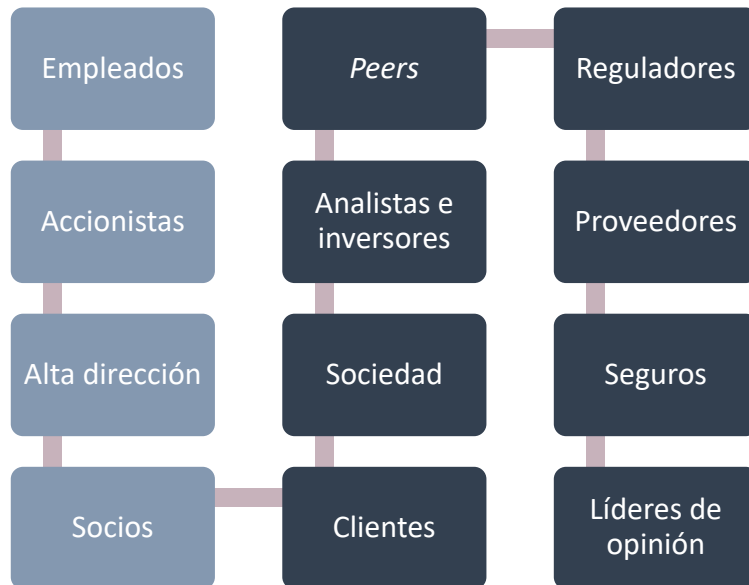 Empleados
Accionistas
Alta dirección
Socios
Clientes
Sociedad
Analistas e
inversores
Peers
Reguladores
Proveedores
Seguros
Líderes de
opinión